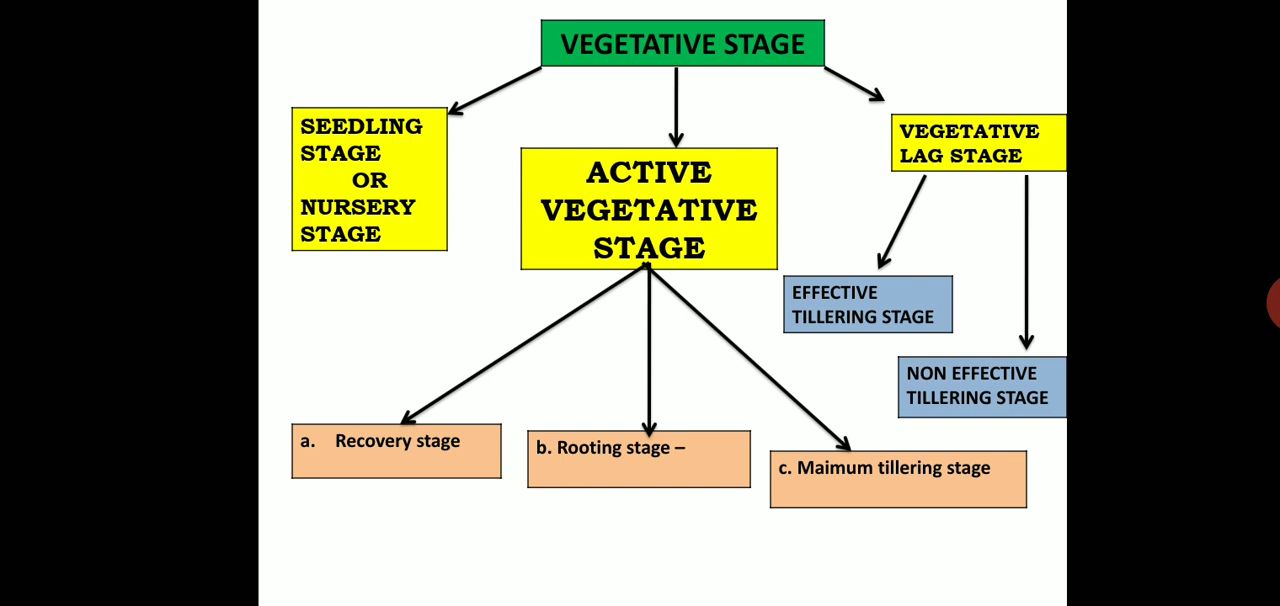 VEGETATIVE STAGE
SEEDLING
STAGE
OR
NURSERY
STAGE
ACTIVE
VEGETATIVE
STAGE
VEGETATIVE
LAG STAGE
EFFECTIVE
TILLERING STAGE
NON EFFECTIVE
TILLERING STAGE
a. Recovery stage
b. Rooting stage –
c. Maimum tillering stage